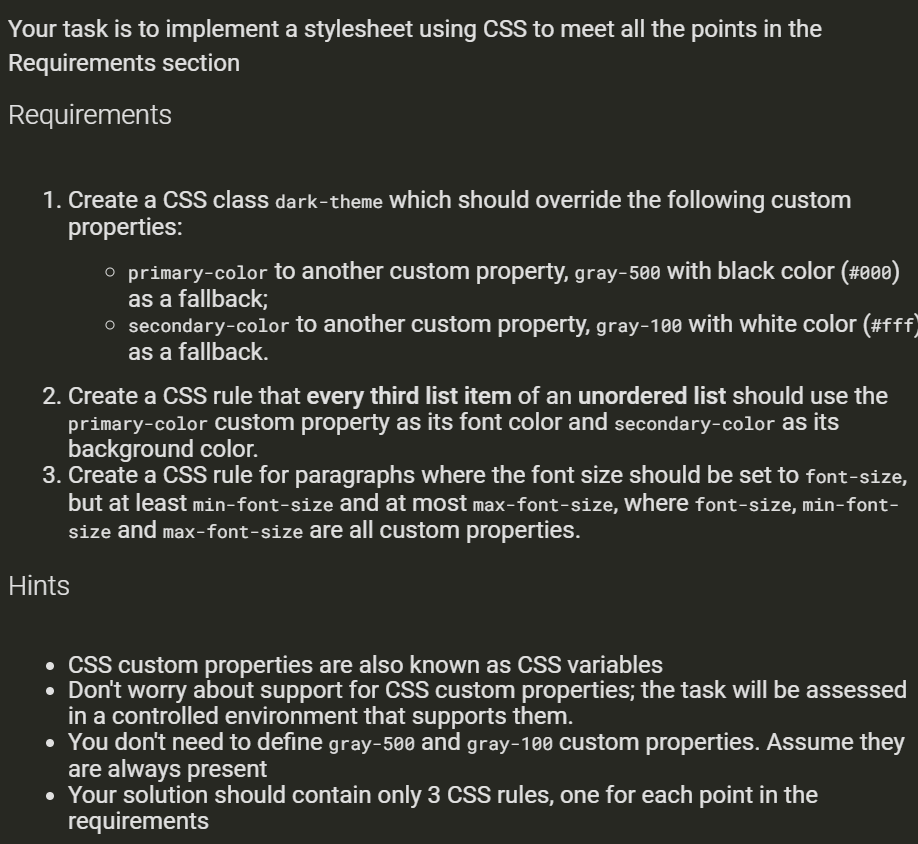 Your task is to implement a stylesheet using CSS to meet all the points in the
Requirements section
Requirements
1. Create a CSS class dark-theme which should override the following custom
properties:
○ primary-color to another custom property, gray-500 with black color (#000)
as a fallback;
○ secondary-color to another custom property, gray-100 with white color (#fff)
as a fallback.
2. Create a CSS rule that every third list item of an unordered list should use the
primary-color custom property as its font color and secondary-color as its
background color.
3. Create a CSS rule for paragraphs where the font size should be set to font-size,
but at least min-font-size and at most max-font-size, where font-size, min-font-
size and max-font-size are all custom properties.
Hints
• CSS custom properties are also known as CSS variables
• Don't worry about support for CSS custom properties; the task will be assessed
in a controlled environment that supports them.
• You don't need to define gray-500 and gray-100 custom properties. Assume they
are always present
• Your solution should contain only 3 CSS rules, one for each point in the
requirements